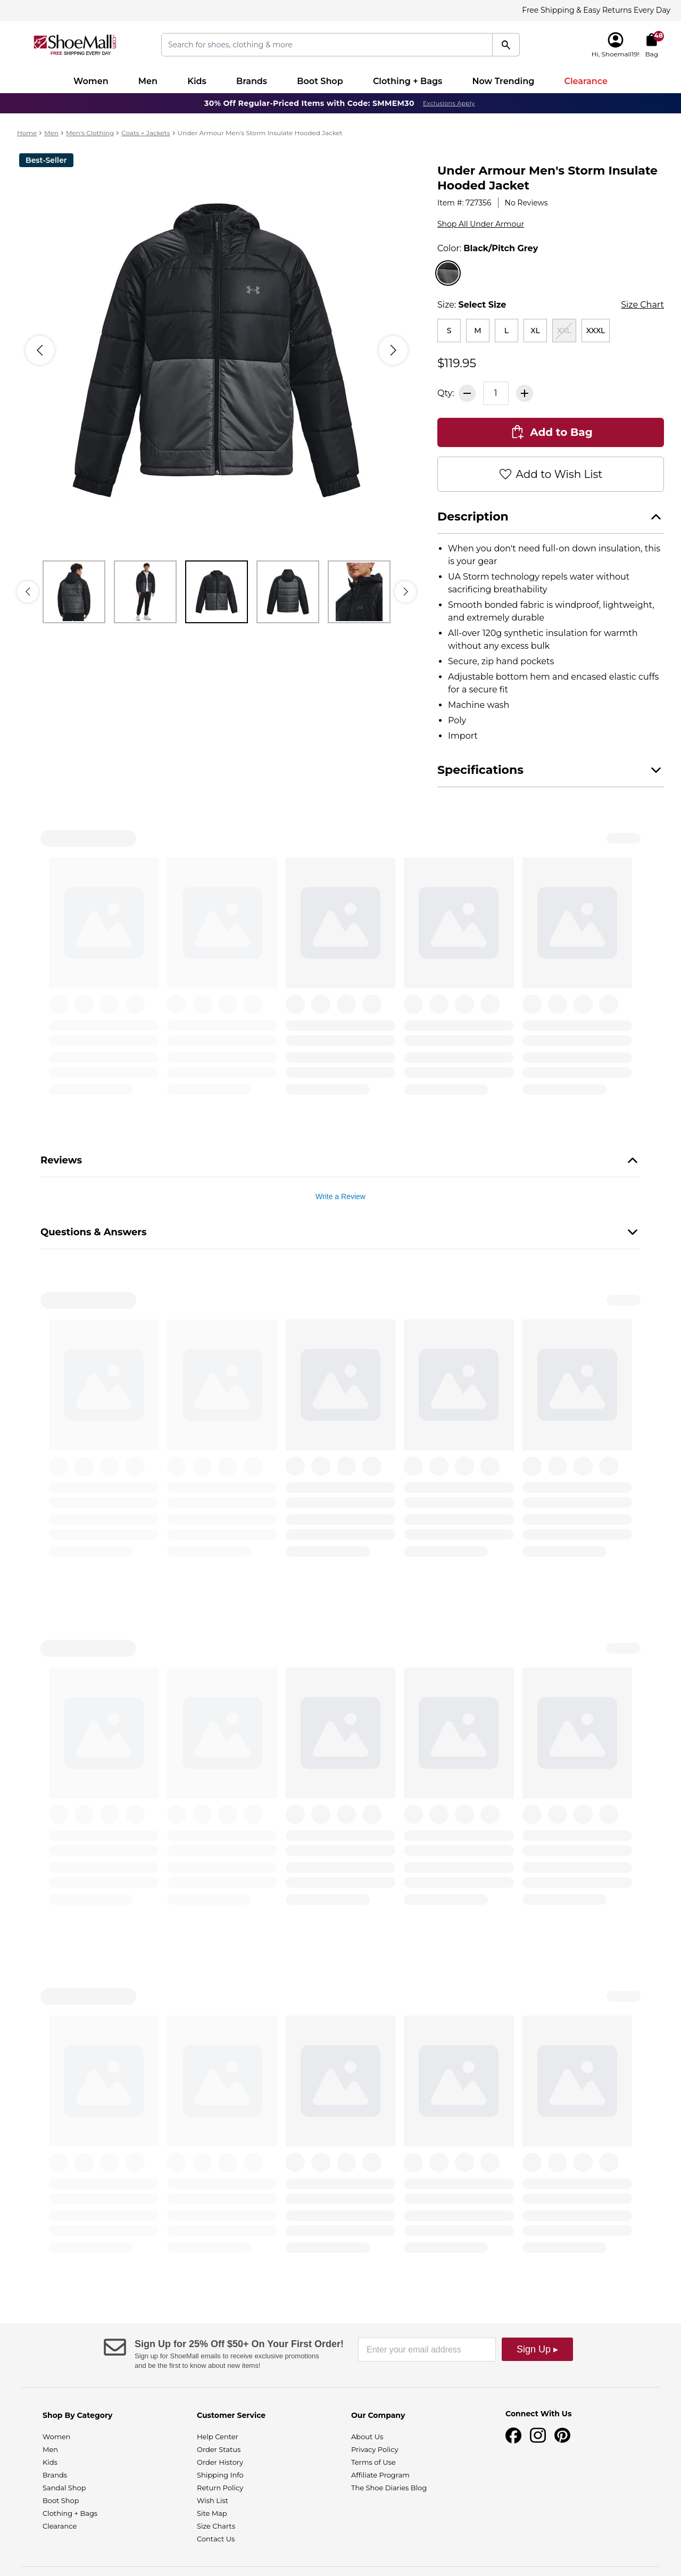 Free Shipping & Easy Returns Every Day
ShoeMall.com
FREE SHIPPING EVERY DAY
Search for shoes, clothing & more
Hi, Shoemall19!
48
Bag
Women
Men
Kids
Brands
Boot Shop
Clothing + Bags
Now Trending
Clearance
30% Off Regular-Priced Items with Code: SMMEM30 Exclusions Apply
Home > Men > Men's Clothing > Coats + Jackets > Under Armour Men's Storm Insulate Hooded Jacket
Best-Seller
Under Armour Men's Storm Insulate
Hooded Jacket
Item #: 727356 | No Reviews
Shop All Under Armour
Color: Black/Pitch Grey
Size: Select Size
Size Chart
S
M
L
XL
XXL
XXXL
$119.95
Qty: 1
Add to Bag
Add to Wish List
Description
• When you don't need full-on down insulation, this
is your gear
• UA Storm technology repels water without
sacrificing breathability
• Smooth bonded fabric is windproof, lightweight,
and extremely durable
• All-over 120g synthetic insulation for warmth
without any excess bulk
• Secure, zip hand pockets
• Adjustable bottom hem and encased elastic cuffs
for a secure fit
• Machine wash
• Poly
• Import
Specifications
Reviews
Write a Review
Questions & Answers
Sign Up for 25% Off $50+ On Your First Order!
Sign up for ShoeMall emails to receive exclusive promotions
and be the first to know about new items!
Enter your email address
Sign Up ▸
Shop By Category
Women
Men
Kids
Brands
Sandal Shop
Boot Shop
Clothing + Bags
Clearance
Customer Service
Help Center
Order Status
Order History
Shipping Info
Return Policy
Wish List
Site Map
Size Charts
Contact Us
Our Company
About Us
Privacy Policy
Terms of Use
Affiliate Program
The Shoe Diaries Blog
Connect With Us